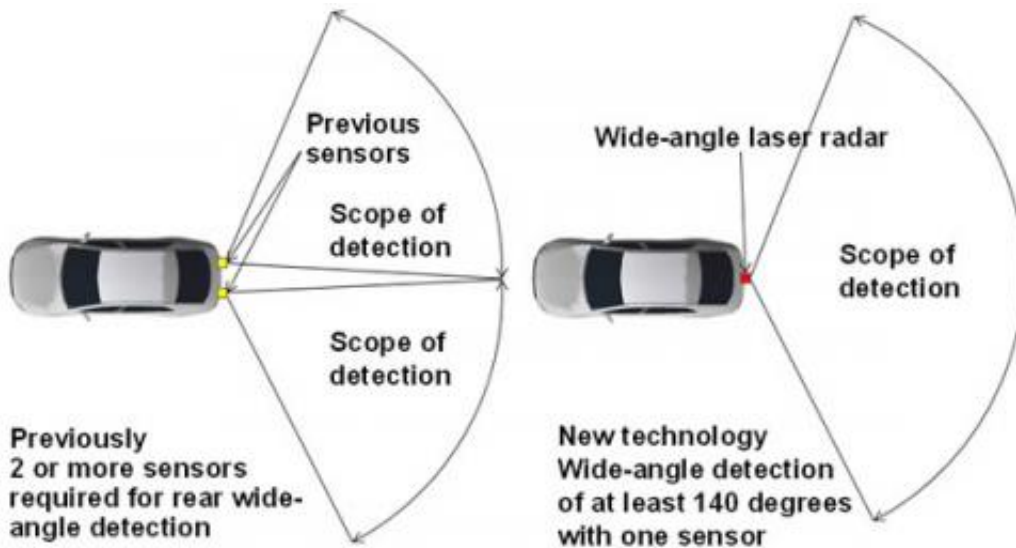 Previous
sensors
Scope of
detection
Scope of
detection
Previously
2 or more sensors
required for rear wide-
angle detection
Wide-angle laser radar
Scope of
detection
New technology
Wide-angle detection
of at least 140 degrees
with one sensor